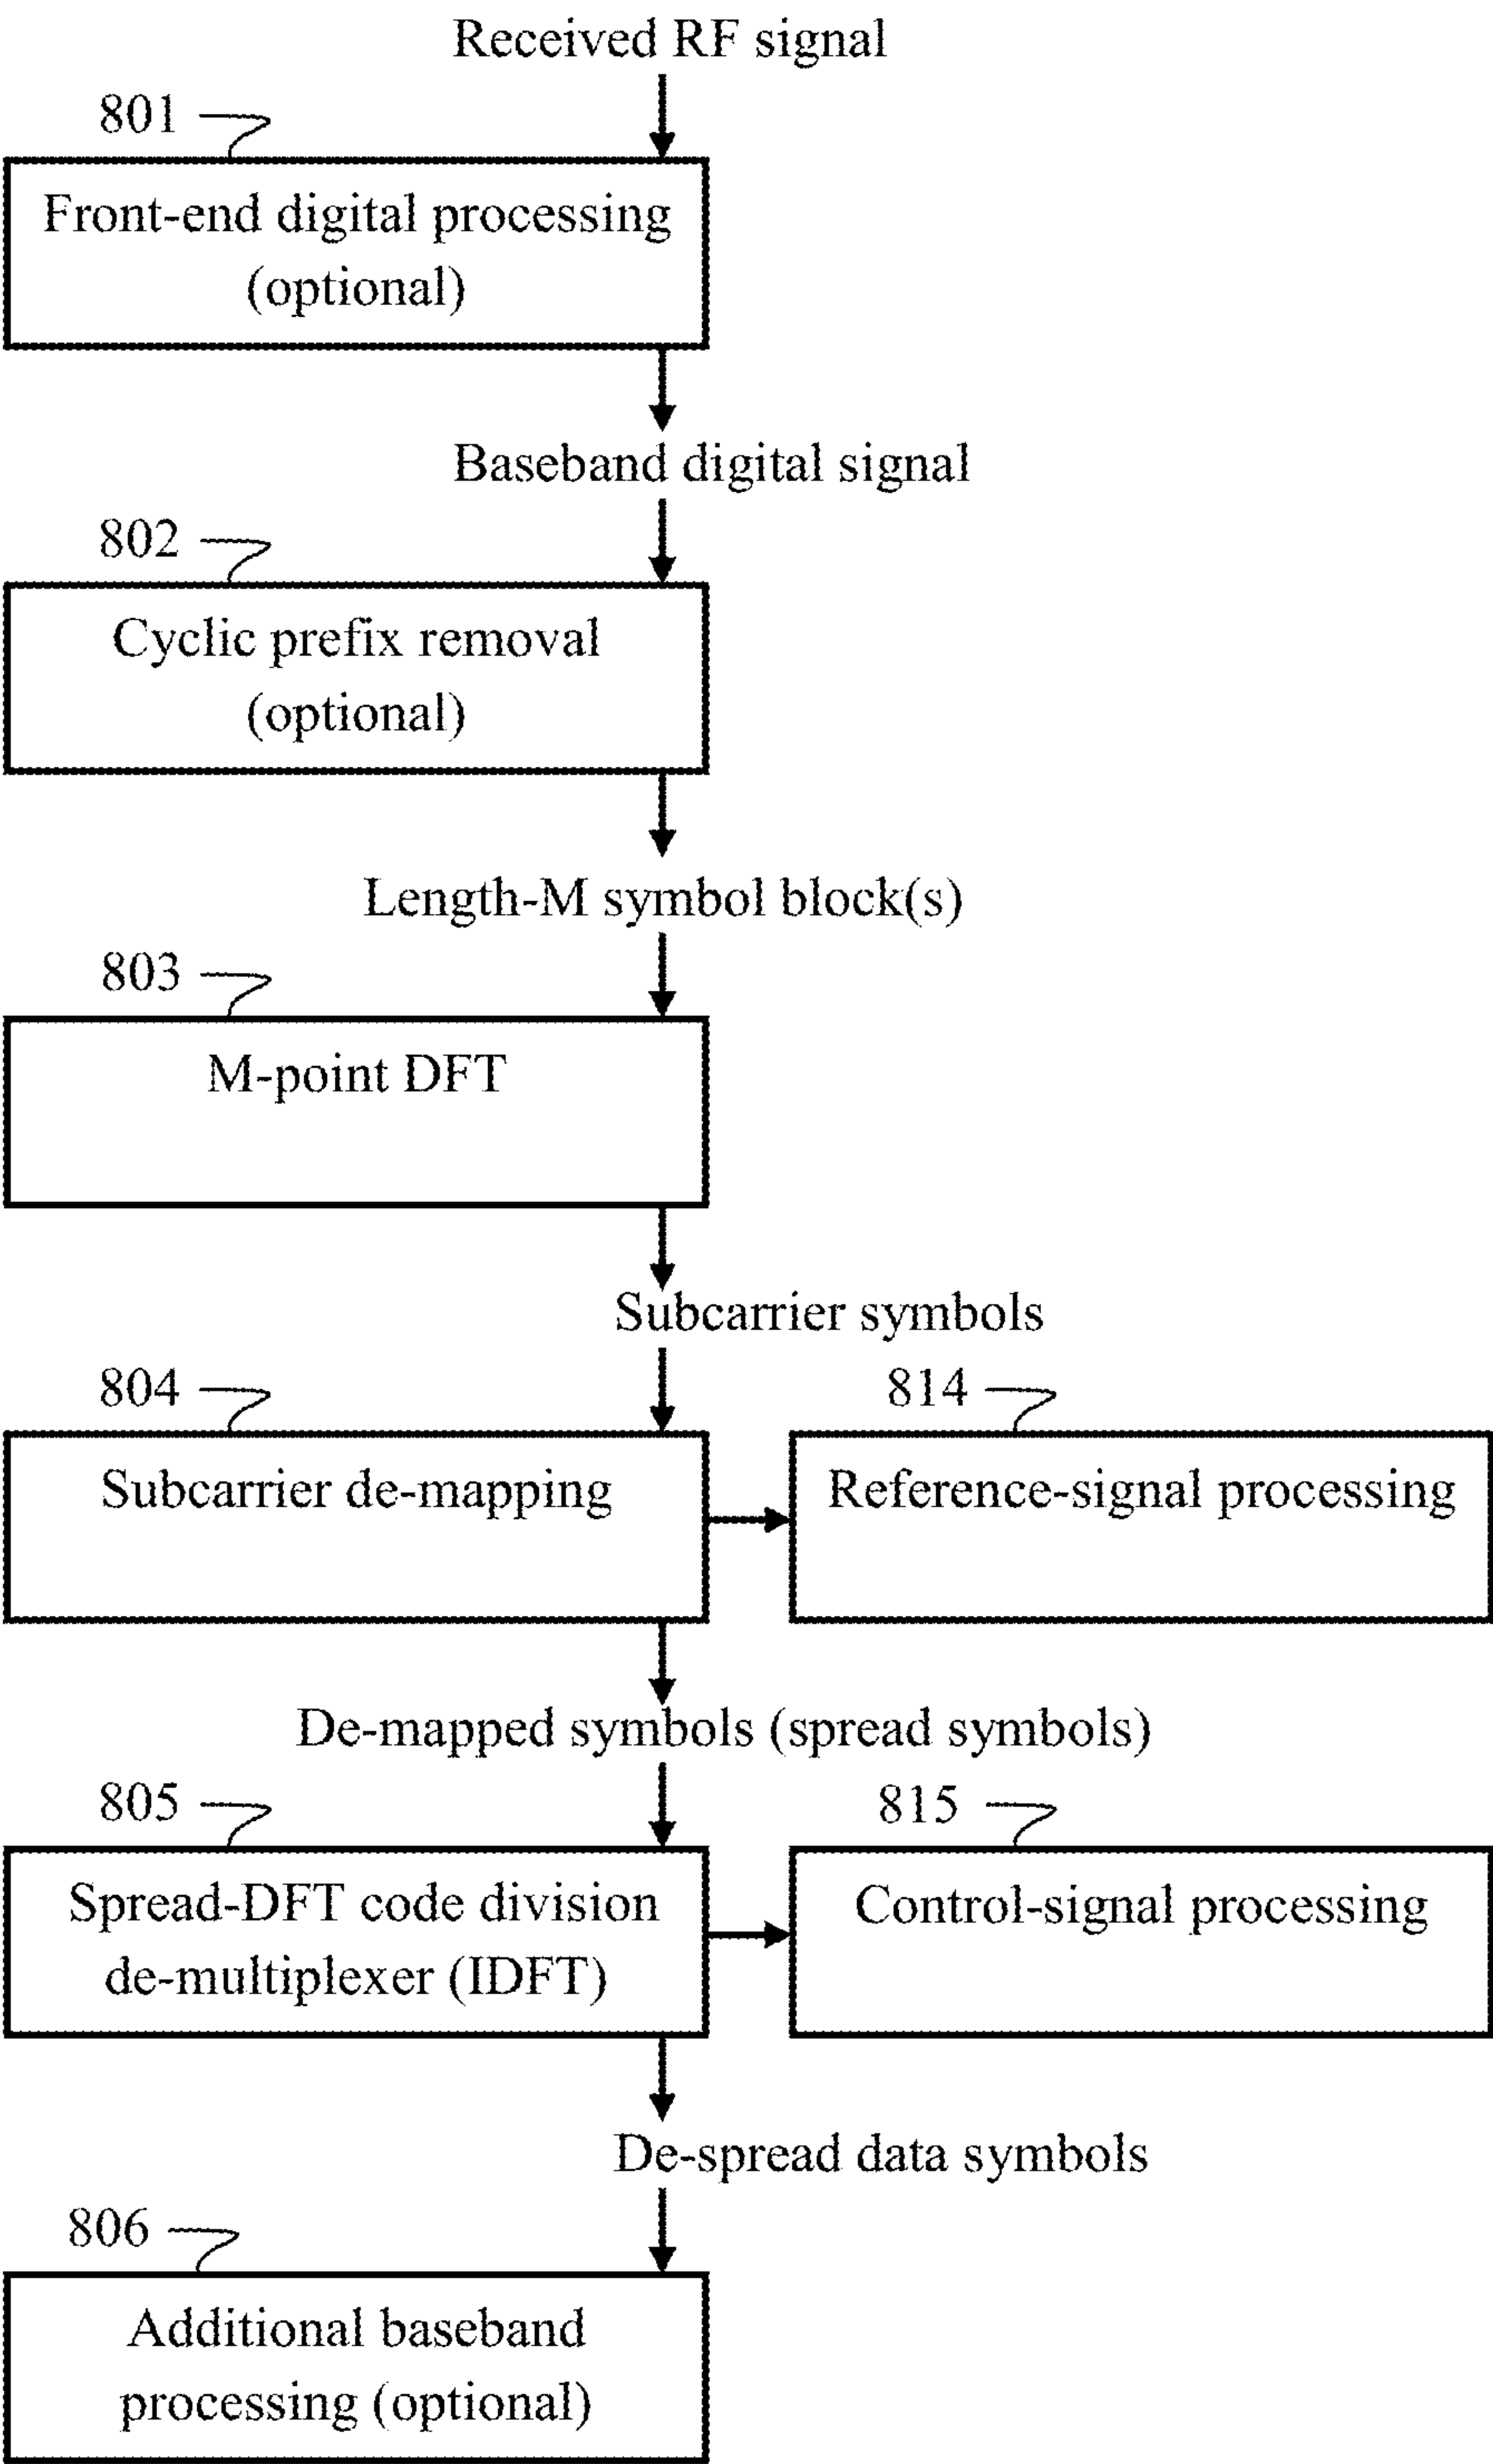 Received RF signal
801
Front-end digital processing
(optional)
Baseband digital signal
802
Cyclic prefix removal
(optional)
Length-M symbol block(s)
803
M-point DFT
Subcarrier symbols
804
814
Subcarrier de-mapping
Reference-signal processing
De-mapped symbols (spread symbols)
805
815
Spread-DFT code division
de-multiplexer (IDFT)
Control-signal processing
De-spread data symbols
806
Additional baseband
processing (optional)